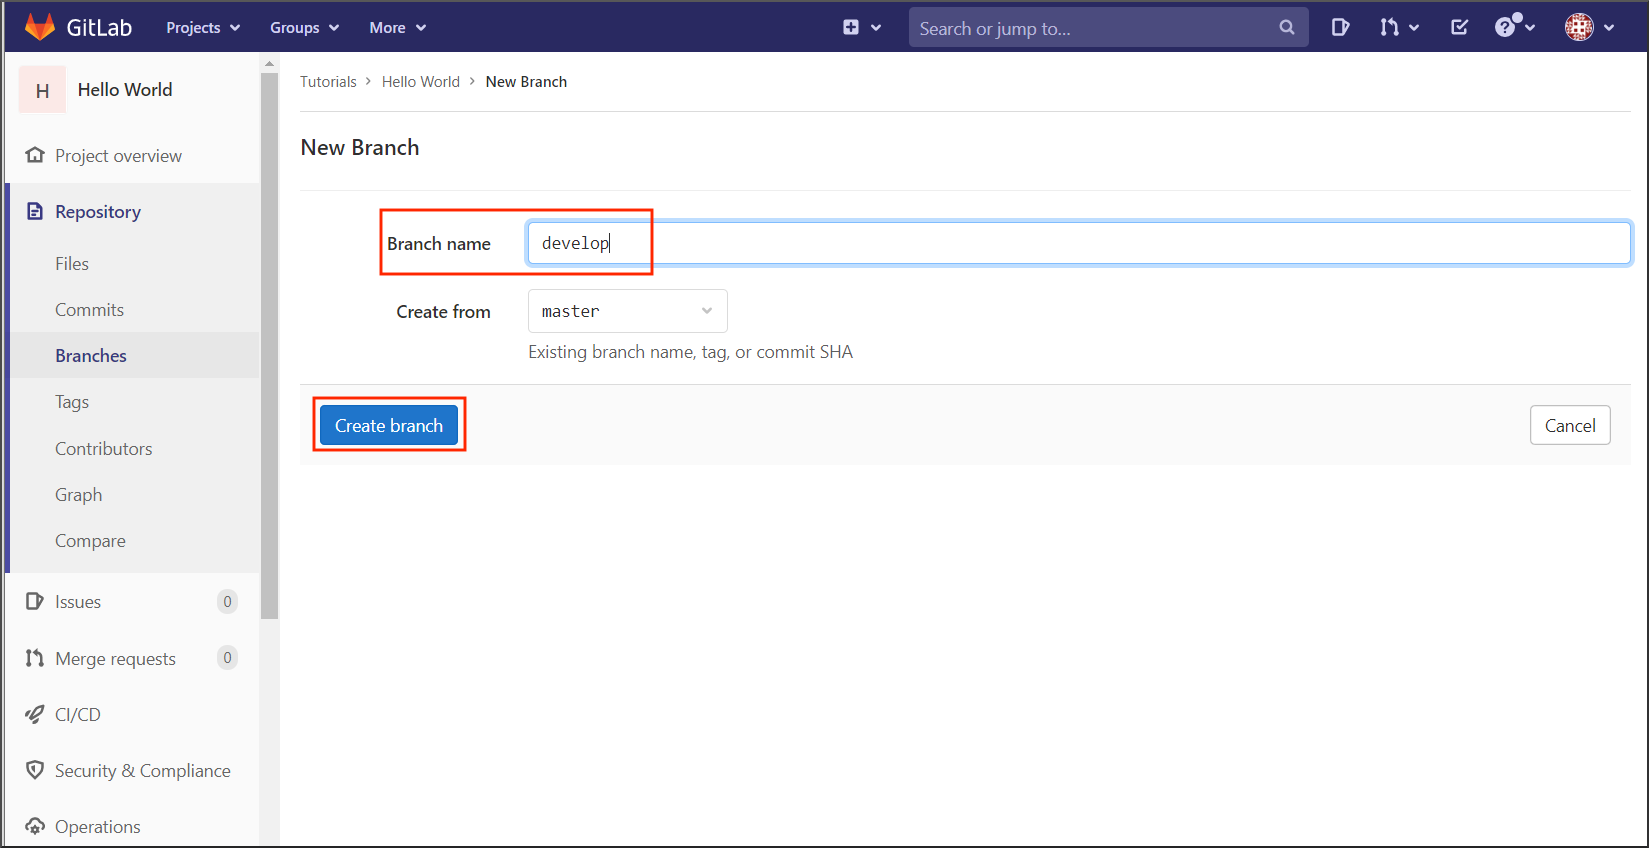 GitLab Projects Groups More Search or jump to...
H Hello World
Project overview
Repository
Files
Commits
Branches
Tags
Contributors
Graph
Compare
Issues 0
Merge requests 0
CI/CD
Security & Compliance
Operations
Tutorials > Hello World > New Branch
New Branch
Branch name develop
Create from master
Existing branch name, tag, or commit SHA
Create branch Cancel